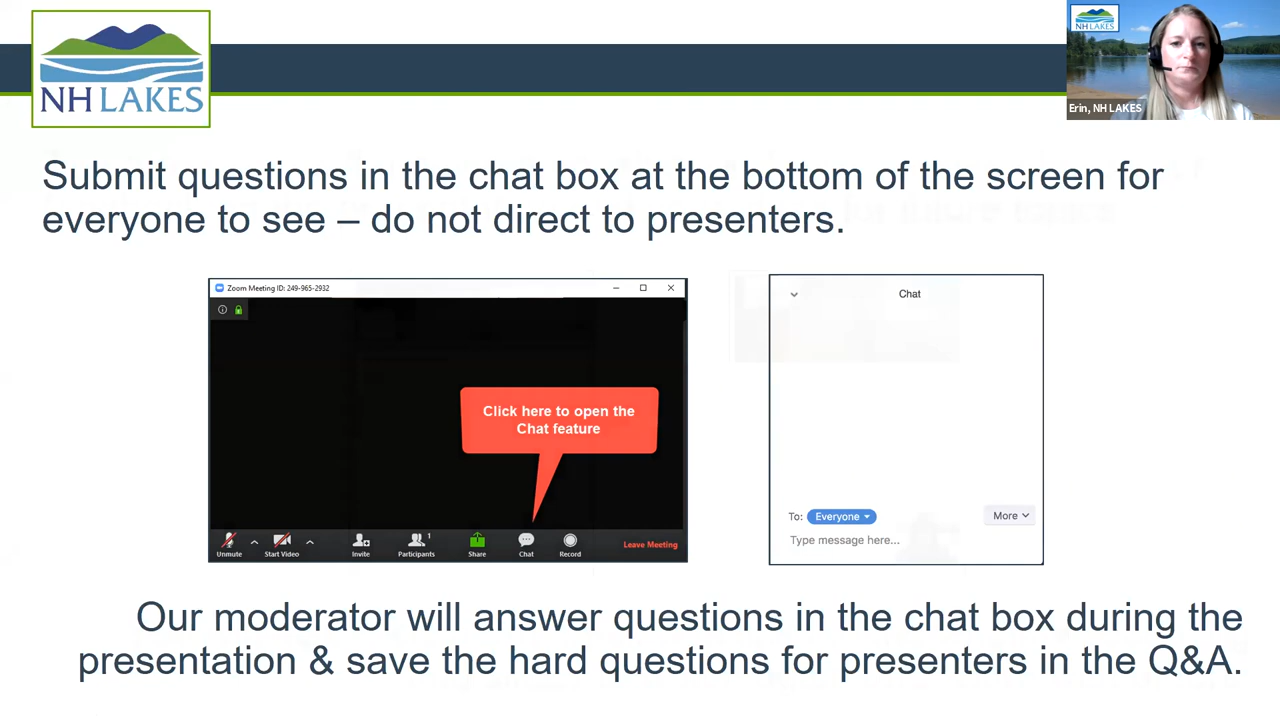 NH LAKES
NH LAKES
Erin, NH LAKES
Submit questions in the chat box at the bottom of the screen for
everyone to see – do not direct to presenters.
Zoom Meeting ID: 249-965-2932
Click here to open the
Chat feature
Unmute
Start Video
Invite
1
Participants
Share
Chat
Record
Leave Meeting
Chat
To: Everyone
More
Type message here...
Our moderator will answer questions in the chat box during the
presentation & save the hard questions for presenters in the Q&A.